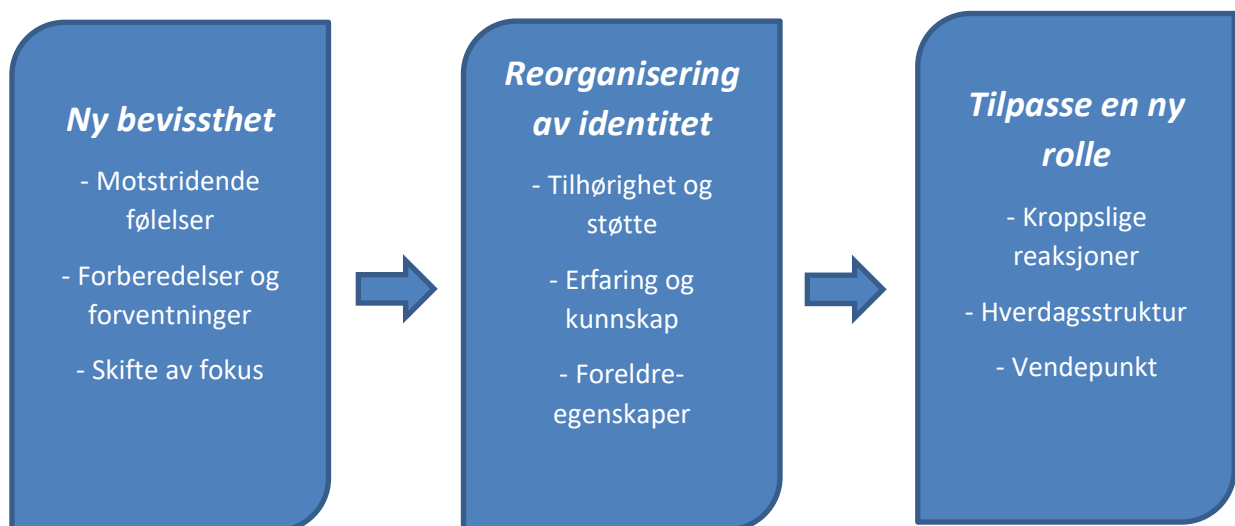 Ny bevissthet
- Motstridende
følelser
- Forberedelser og
forventninger
- Skifte av fokus
Reorganisering
av identitet
- Tilhørighet og
støtte
- Erfaring og
kunnskap
- Foreldre-
egenskaper
Tilpasse en ny
rolle
- Kroppslige
reaksjoner
- Hverdagsstruktur
- Vendepunkt